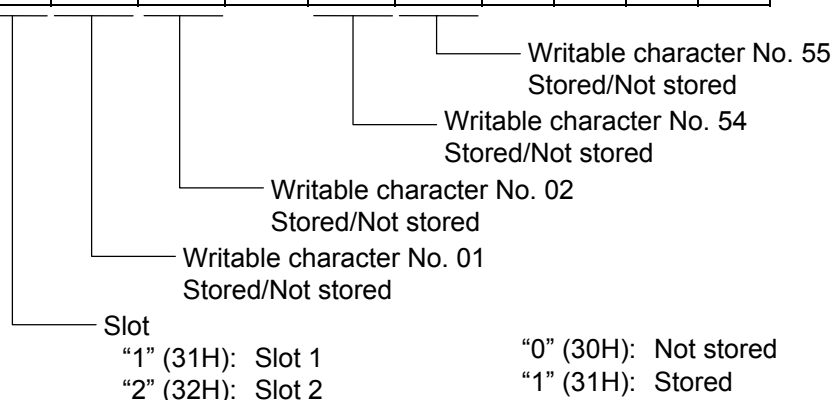 Writable character No. 55
Stored/Not stored
Writable character No. 54
Stored/Not stored
Writable character No. 02
Stored/Not stored
Writable character No. 01
Stored/Not stored
Slot
“1” (31H): Slot 1
“2” (32H): Slot 2
“0” (30H): Not stored
“1” (31H): Stored